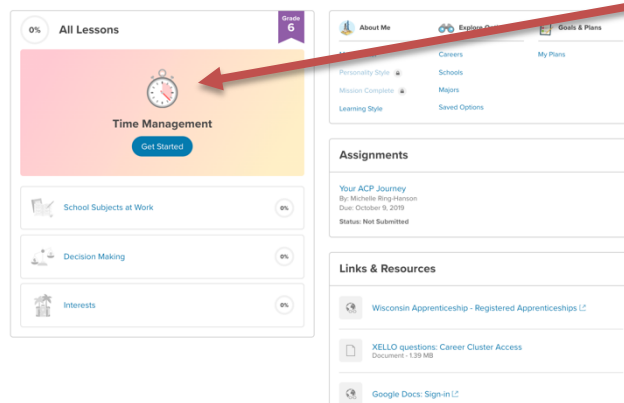 0%
All Lessons
Grade
6
Time Management
Get Started
School Subjects at Work
0%
Decision Making
0%
Interests
0%
About Me
Explore
Goals & Plans
Careers
My Plans
Personality Style
Schools
Mission Complete
Majors
Learning Style
Saved Options
Assignments
Your ACP Journey
By: Michelle Ring-Hanson
Due: October 9, 2019
Status: Not Submitted
Links & Resources
Wisconsin Apprenticeship - Registered Apprenticeships
XELLO questions: Career Cluster Access
Document - 1.39 MB
Google Docs: Sign-in